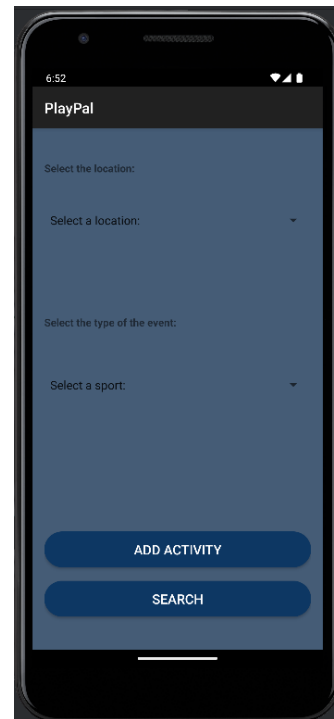 6:52
PlayPal
Select the location:
Select a location:
Select the type of the event:
Select a sport:
ADD ACTIVITY
SEARCH